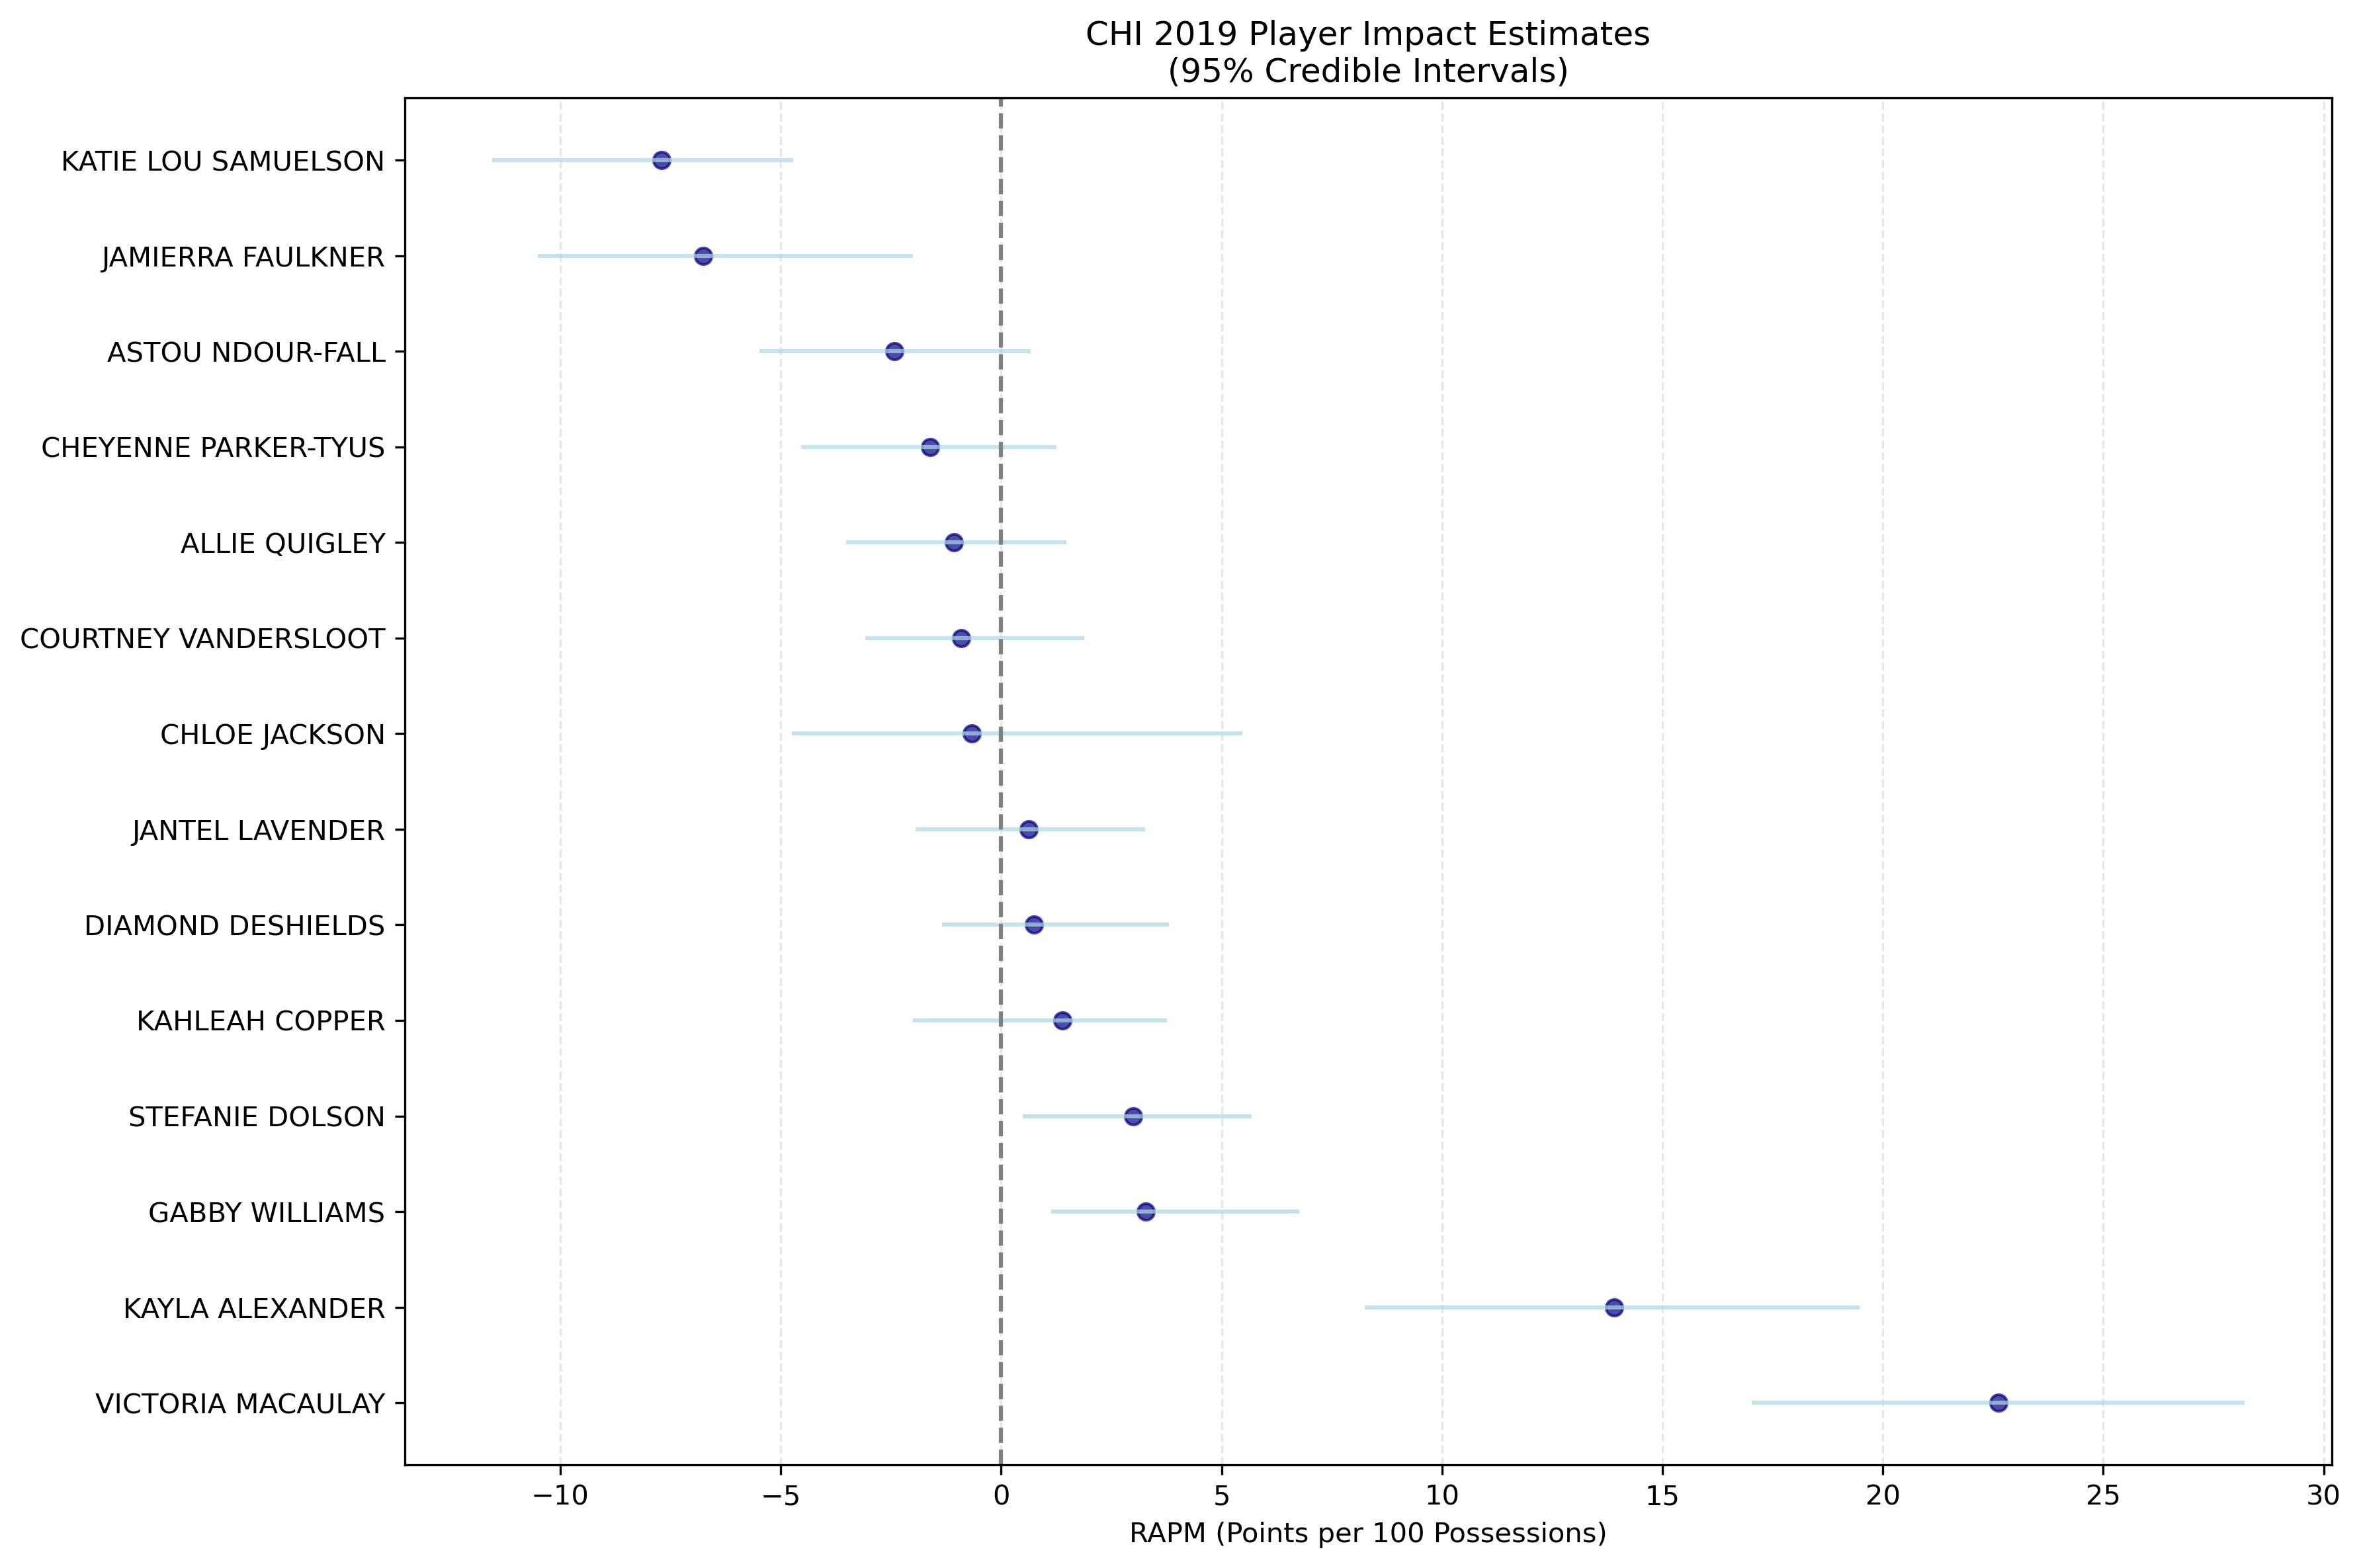 CHI 2019 Player Impact Estimates
(95% Credible Intervals)
KATIE LOU SAMUELSON
JAMIERRA FAULKNER
ASTOU NDOUR-FALL
CHEYENNE PARKER-TYUS
ALLIE QUIGLEY
COURTNEY VANDERSLOOT
CHLOE JACKSON
JANTEL LAVENDER
DIAMOND DESHIELDS
KAHLEAH COPPER
STEFANIE DOLSON
GABBY WILLIAMS
KAYLA ALEXANDER
VICTORIA MACAULAY
−10 −5 0 5 10 15 20 25 30
RAPM (Points per 100 Possessions)